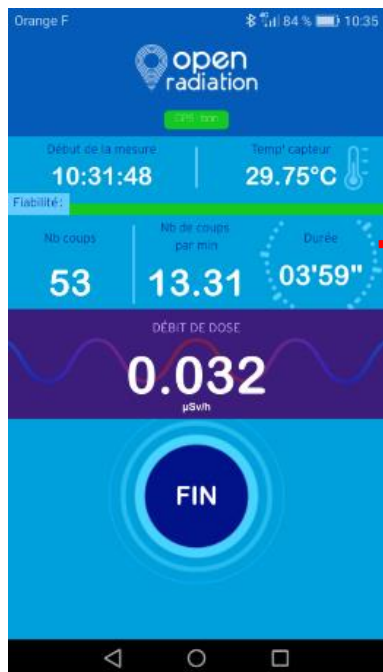 Orange F 4G 84 % 10:35
open
radiation
GPS : bon
Début de la mesure Temp° capteur
10:31:48 29.75°C
Fiabilité :
Nb coups Nb de coups par min Durée
53 13.31 03'59"
DÉBIT DE DOSE
0.032
µSv/h
FIN